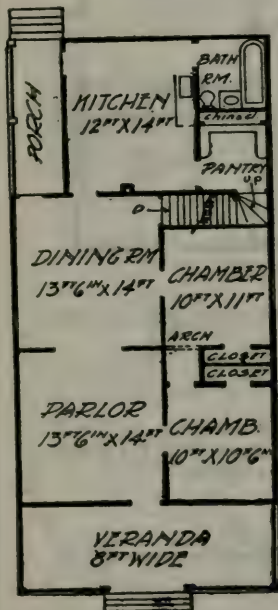 BATH
RM.
KITCHEN
12FT X 14FT
PORCH
CHINA
PANTRY
UP
D
DINING RM
13FT 6IN X 14FT
CHAMBER
10FT X 11FT
ARCH
CLOSET
CLOSET
PARLOR
13FT 6IN X 14FT
CHAMB.
10FT X 10FT 6IN
VERANDA
8FT WIDE